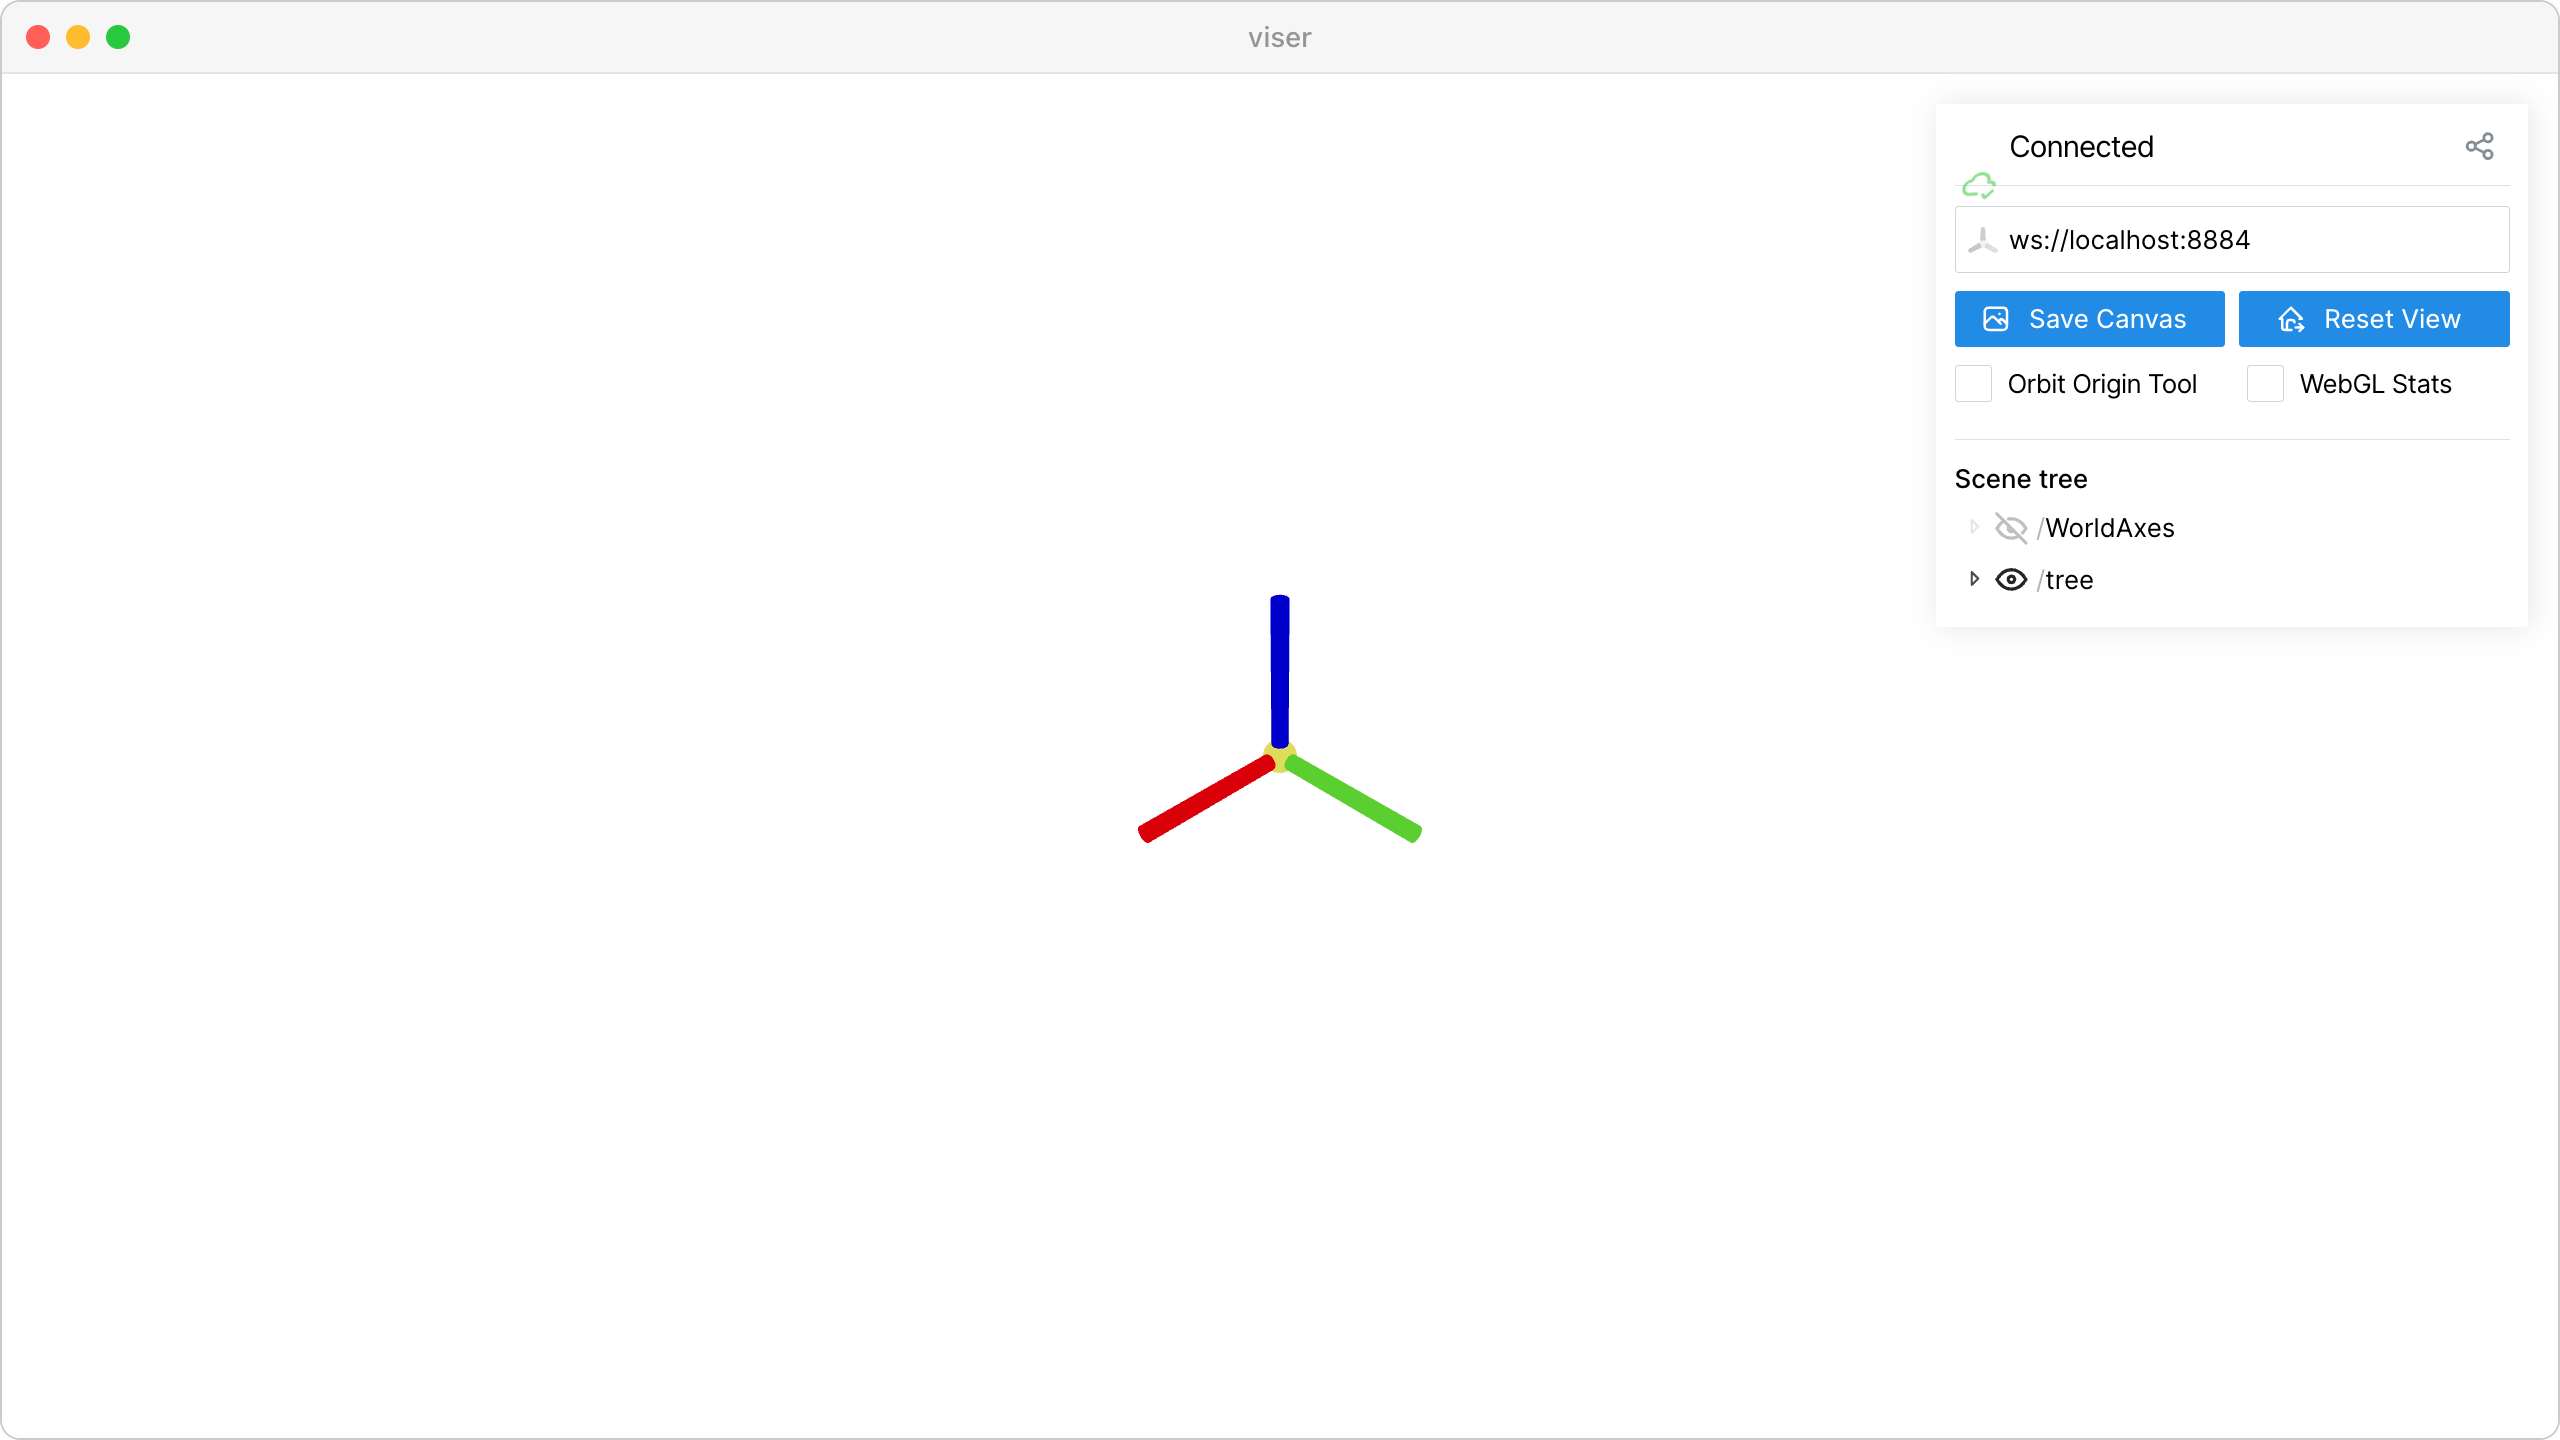 viser
Connected
ws://localhost:8884
Save Canvas
Reset View
Orbit Origin Tool
WebGL Stats
Scene tree
/WorldAxes
/tree